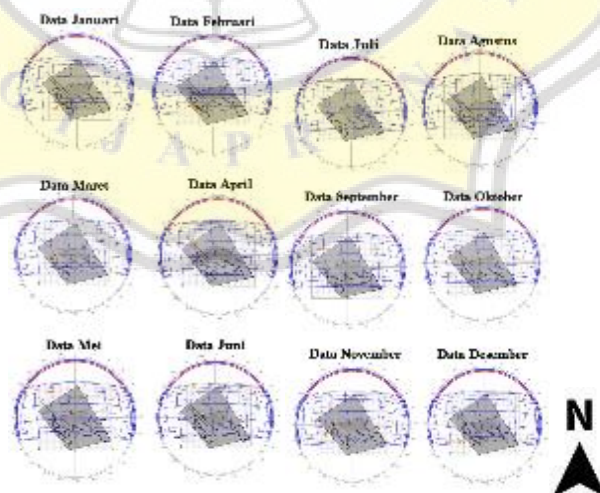 Data Januari
Data Februari
Data Juli
Data Agustus
Data Maret
Data April
Data September
Data Oktober
Data Mei
Data Juni
Data November
Data Desember
N